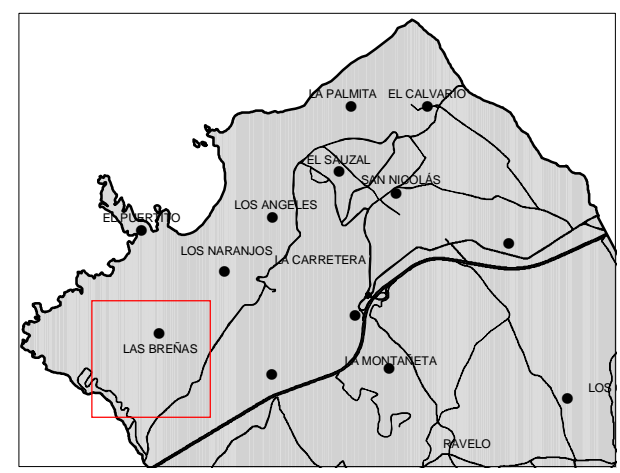 LA PALMITA EL CALVARIO
EL SAUZAL
SAN NICOLÁS
LOS ANGELES
EL PUERTITO
LOS NARANJOS
LA CARRETERA
LAS BREÑAS
LA MONTAÑETA
LOS
RAVELO